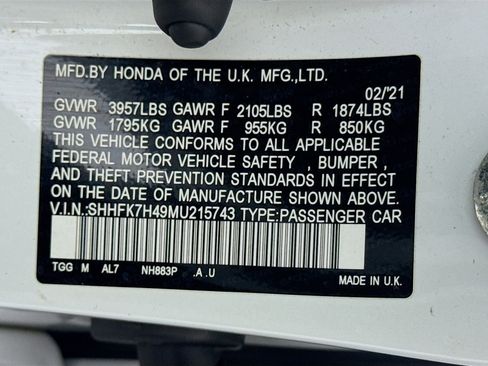 MFD.BY HONDA OF THE U.K. MFG.,LTD.
02/'21
GVWR 3957LBS GAWR F 2105LBS R 1874LBS
GVWR 1795KG GAWR F 955KG R 850KG
THIS VEHICLE CONFORMS TO ALL APPLICABLE
FEDERAL MOTOR VEHICLE SAFETY , BUMPER ,
AND THEFT PREVENTION STANDARDS IN EFFECT
ON THE DATE OF MANUFACTURE SHOWN ABOVE.
V.I.N.:SHHFK7H49MU215743 TYPE:PASSENGER CAR
TGG M AL7 NH883P .A .U MADE IN U.K.